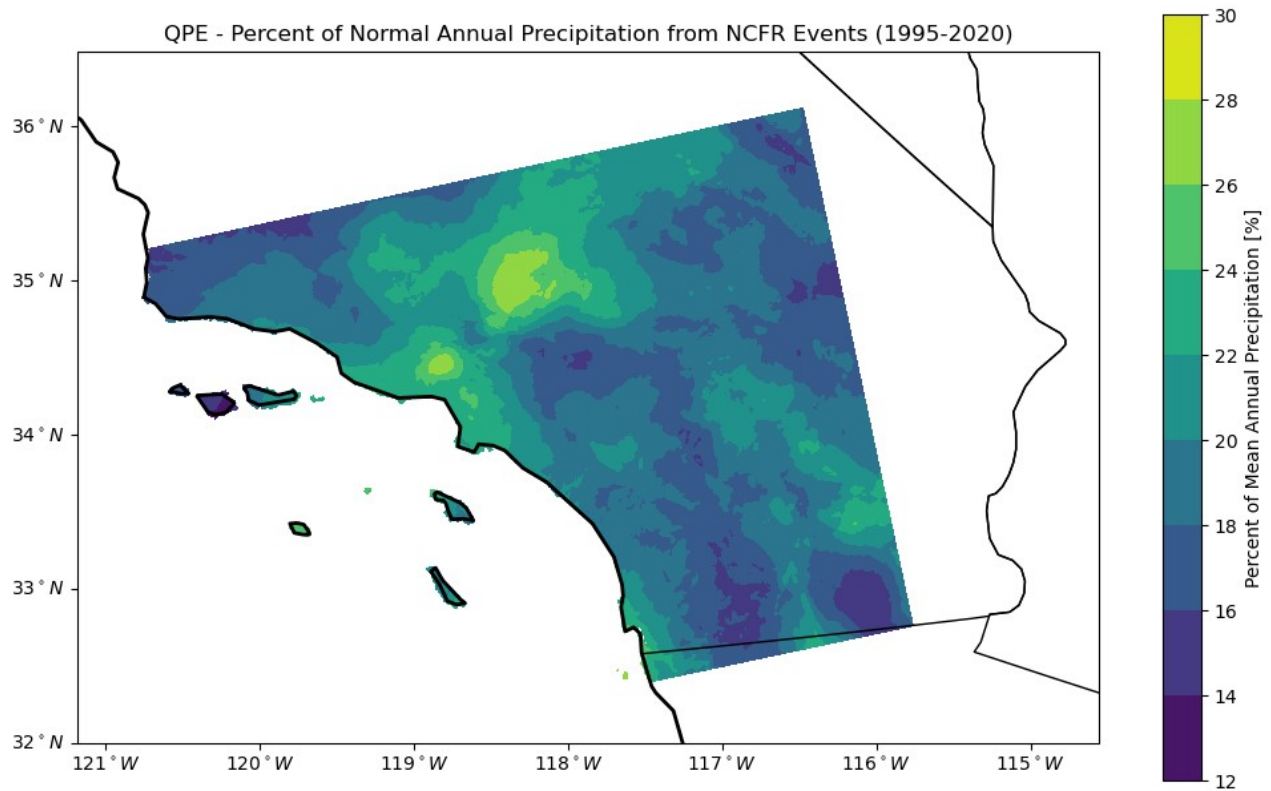 QPE - Percent of Normal Annual Precipitation from NCFR Events (1995-2020)
36°N
35°N
34°N
33°N
32°N
121°W
120°W
119°W
118°W
117°W
116°W
115°W
30
28
26
24
22
20
18
16
14
12
Percent of Mean Annual Precipitation [%]